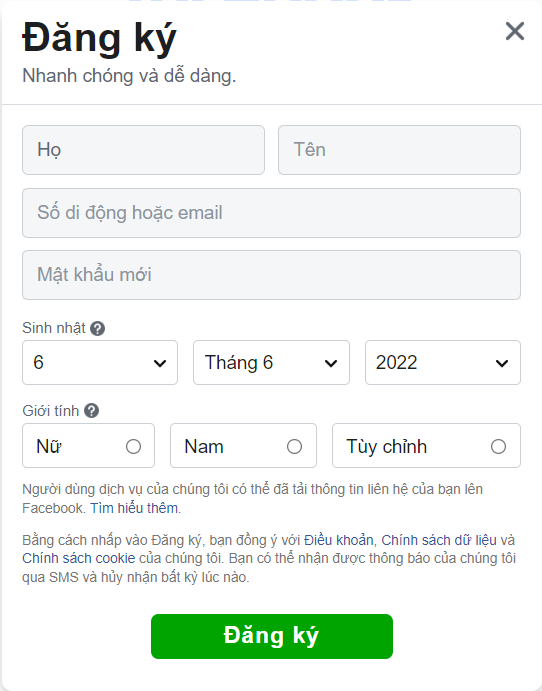 Đăng ký
Nhanh chóng và dễ dàng.
Họ
Tên
Số di động hoặc email
Mật khẩu mới
Sinh nhật
6
Tháng 6
2022
Giới tính
Nữ
Nam
Tùy chỉnh
Người dùng dịch vụ của chúng tôi có thể đã tải thông tin liên hệ của bạn lên
Facebook. Tìm hiểu thêm.
Bằng cách nhấp vào Đăng ký, bạn đồng ý với Điều khoản, Chính sách dữ liệu và
Chính sách cookie của chúng tôi. Bạn có thể nhận được thông báo của chúng tôi
qua SMS và hủy nhận bất kỳ lúc nào.
Đăng ký